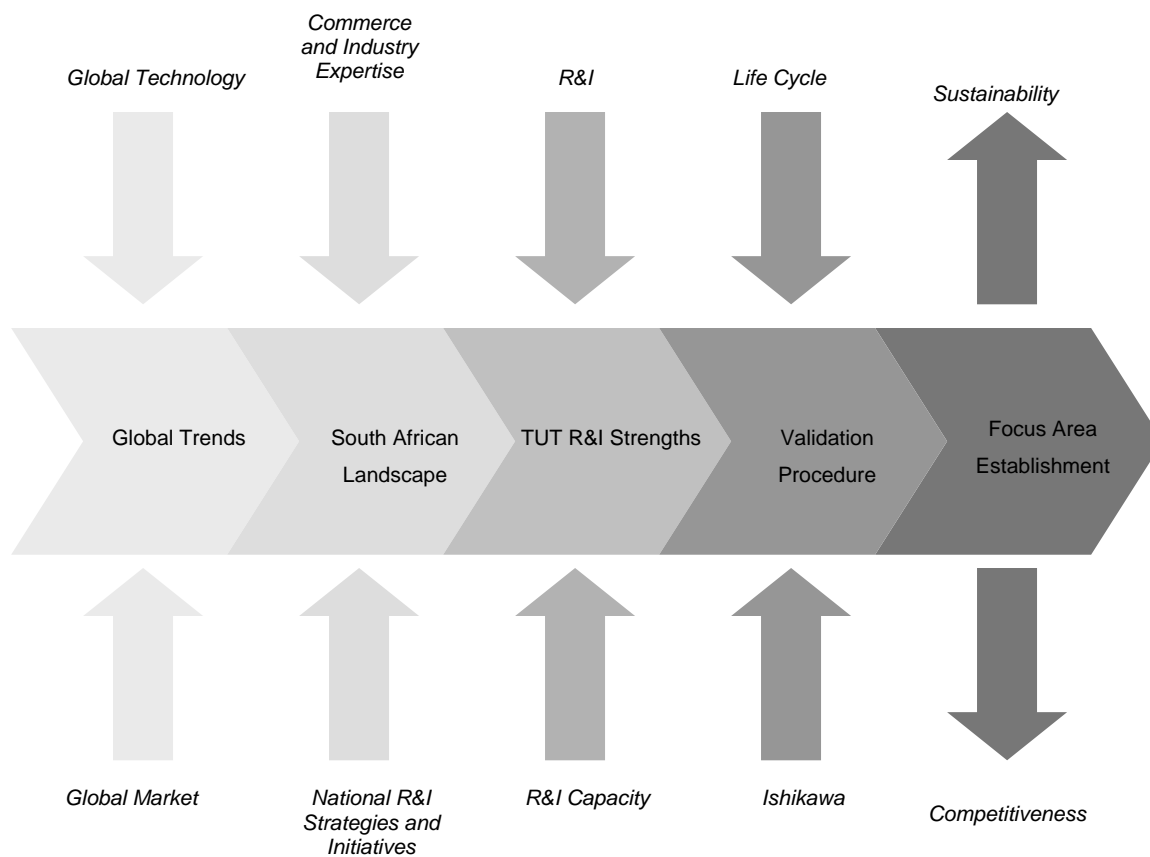 Commerce
and Industry
Expertise
Global Technology
R&I
Life Cycle
Sustainability
Global Trends
South African
Landscape
TUT R&I Strengths
Validation
Procedure
Focus Area
Establishment
Global Market
National R&I
Strategies and
Initiatives
R&I Capacity
Ishikawa
Competitiveness